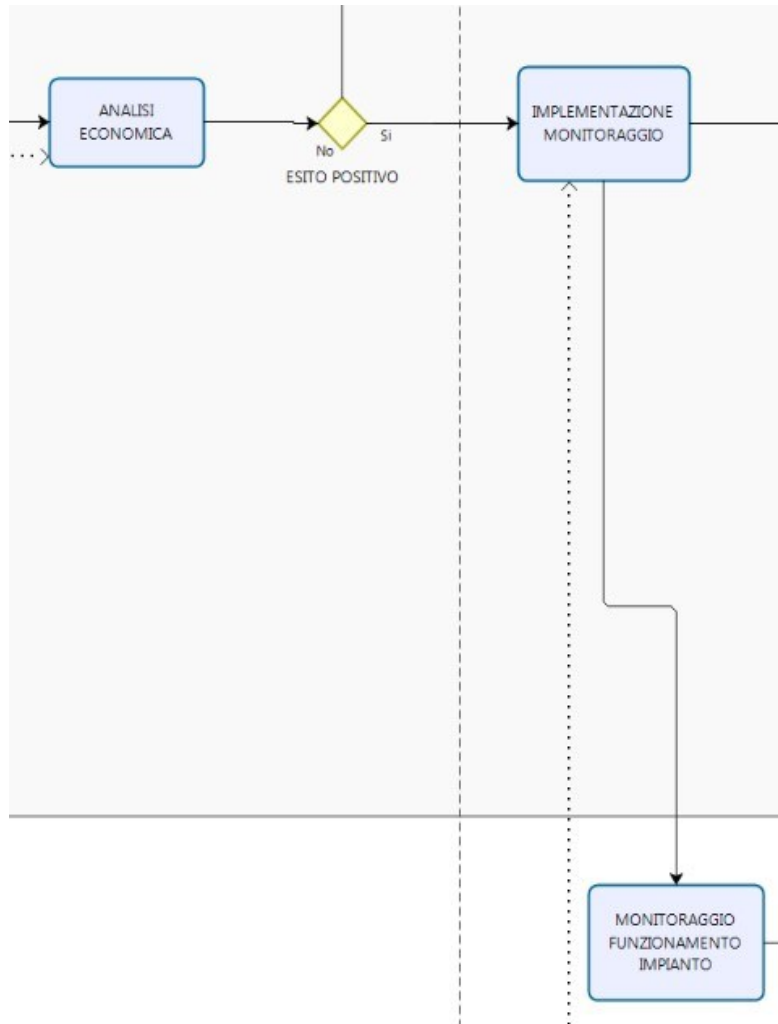 ANALISI
ECONOMICA
No
Si
ESITO POSITIVO
IMPLEMENTAZIONE
MONITORAGGIO
MONITORAGGIO
FUNZIONAMENTO
IMPIANTO